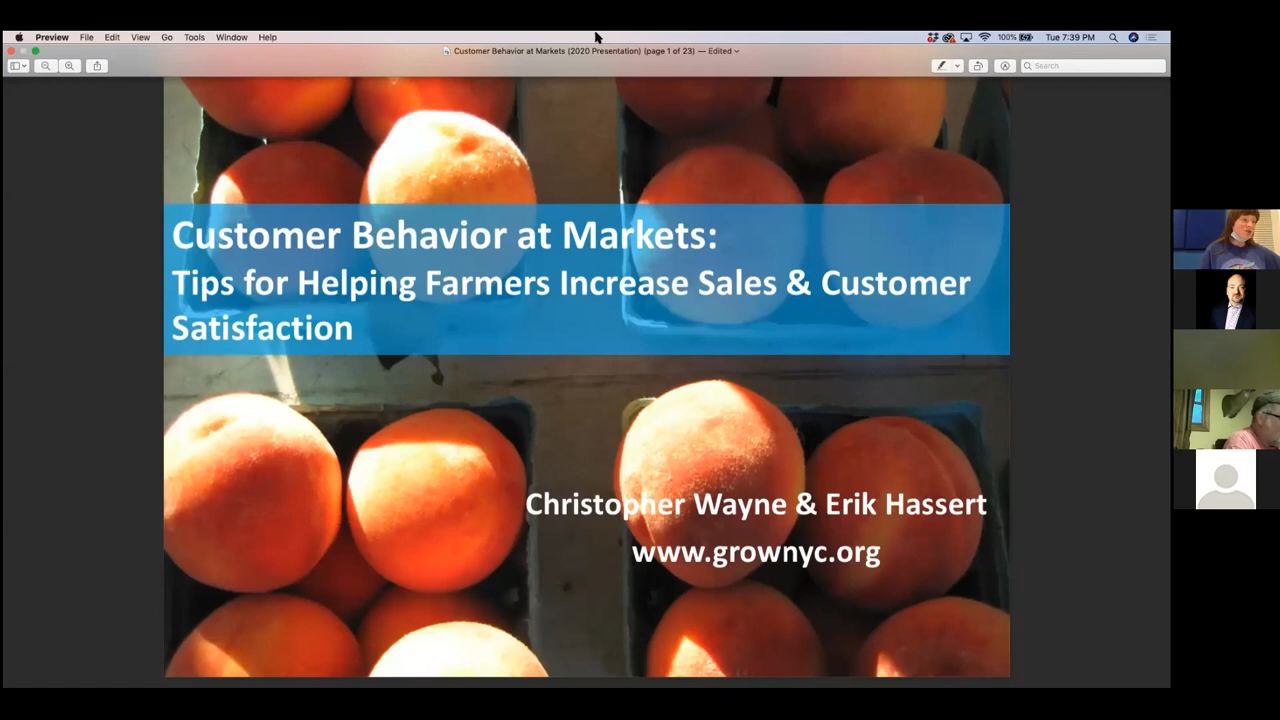 Preview File Edit View Go Tools Window Help 100% Tue 7:39 PM
Customer Behavior at Markets (2020 Presentation) (page 1 of 23) — Edited
Search
Customer Behavior at Markets:
Tips for Helping Farmers Increase Sales & Customer
Satisfaction
Christopher Wayne & Erik Hassert
www.grownyc.org